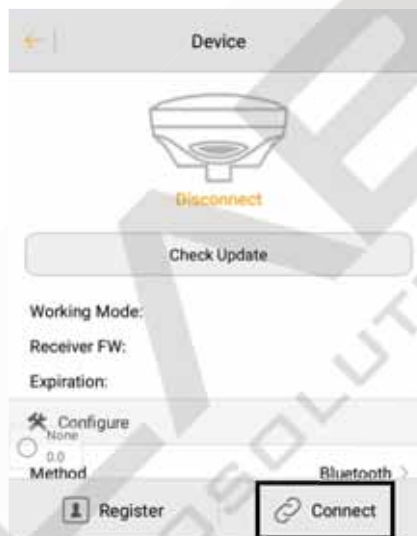 Device
Disconnect
Check Update
Working Mode:
Receiver FW:
Expiration:
Configure
None
0.0
Method Bluetooth >
Register Connect